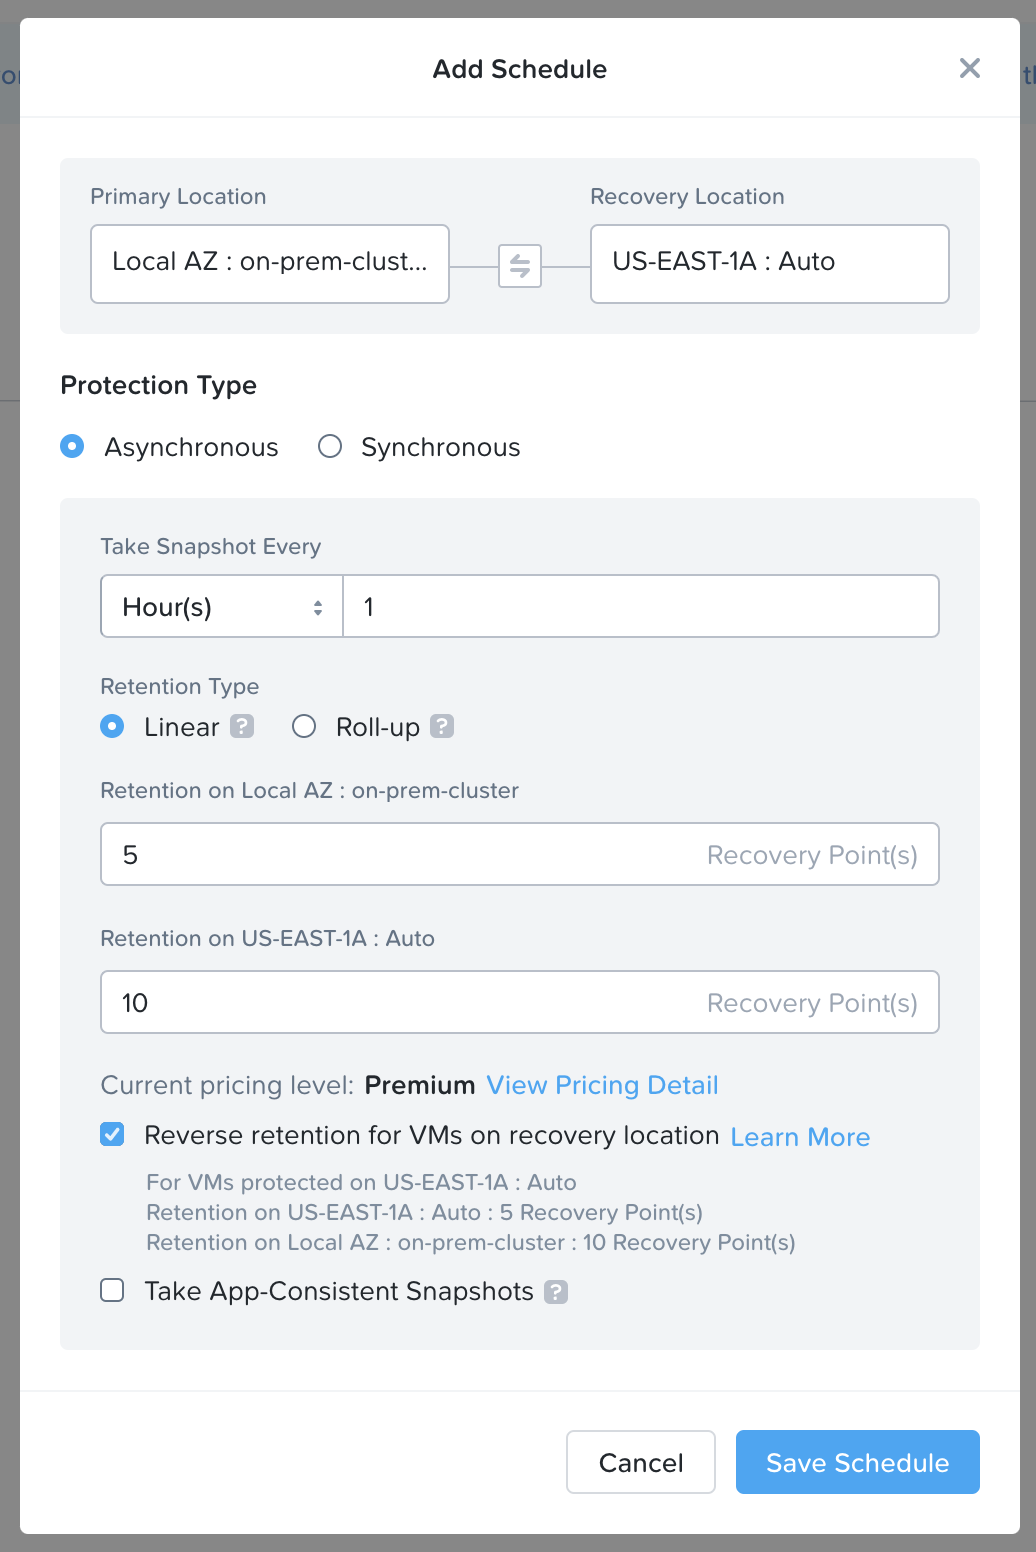 Add Schedule
Primary Location
Recovery Location
Local AZ : on-prem-clust...
US-EAST-1A : Auto
Protection Type
Asynchronous
Synchronous
Take Snapshot Every
Hour(s)
1
Retention Type
Linear ?
Roll-up ?
Retention on Local AZ : on-prem-cluster
5 Recovery Point(s)
Retention on US-EAST-1A : Auto
10 Recovery Point(s)
Current pricing level: Premium View Pricing Detail
Reverse retention for VMs on recovery location Learn More
For VMs protected on US-EAST-1A : Auto
Retention on US-EAST-1A : Auto : 5 Recovery Point(s)
Retention on Local AZ : on-prem-cluster : 10 Recovery Point(s)
Take App-Consistent Snapshots ?
Cancel
Save Schedule